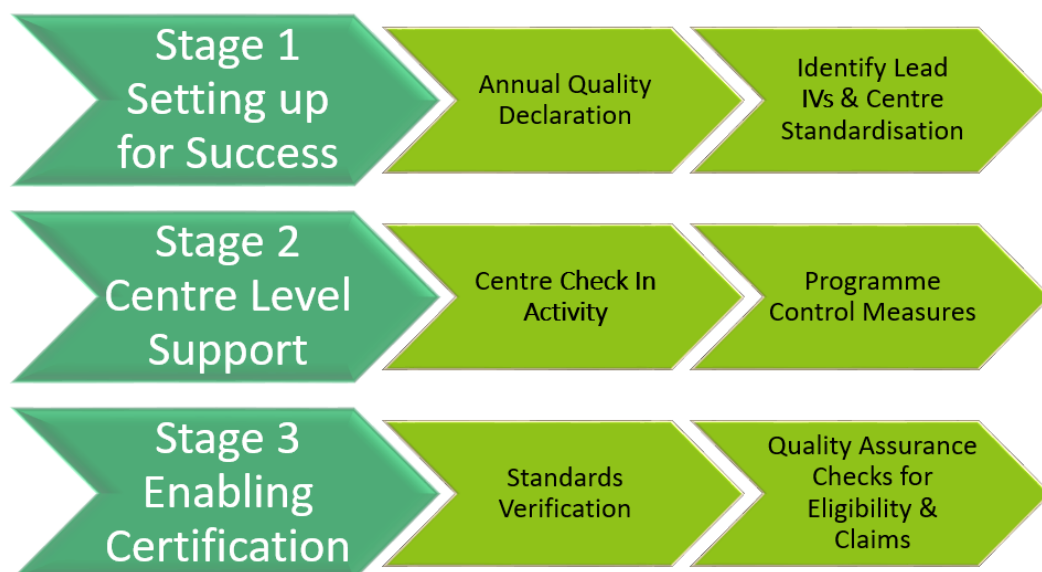 Stage 1
Setting up
for Success
Annual Quality
Declaration
Identify Lead
IVs & Centre
Standardisation
Stage 2
Centre Level
Support
Centre Check In
Activity
Programme
Control Measures
Stage 3
Enabling
Certification
Standards
Verification
Quality Assurance
Checks for
Eligibility &
Claims